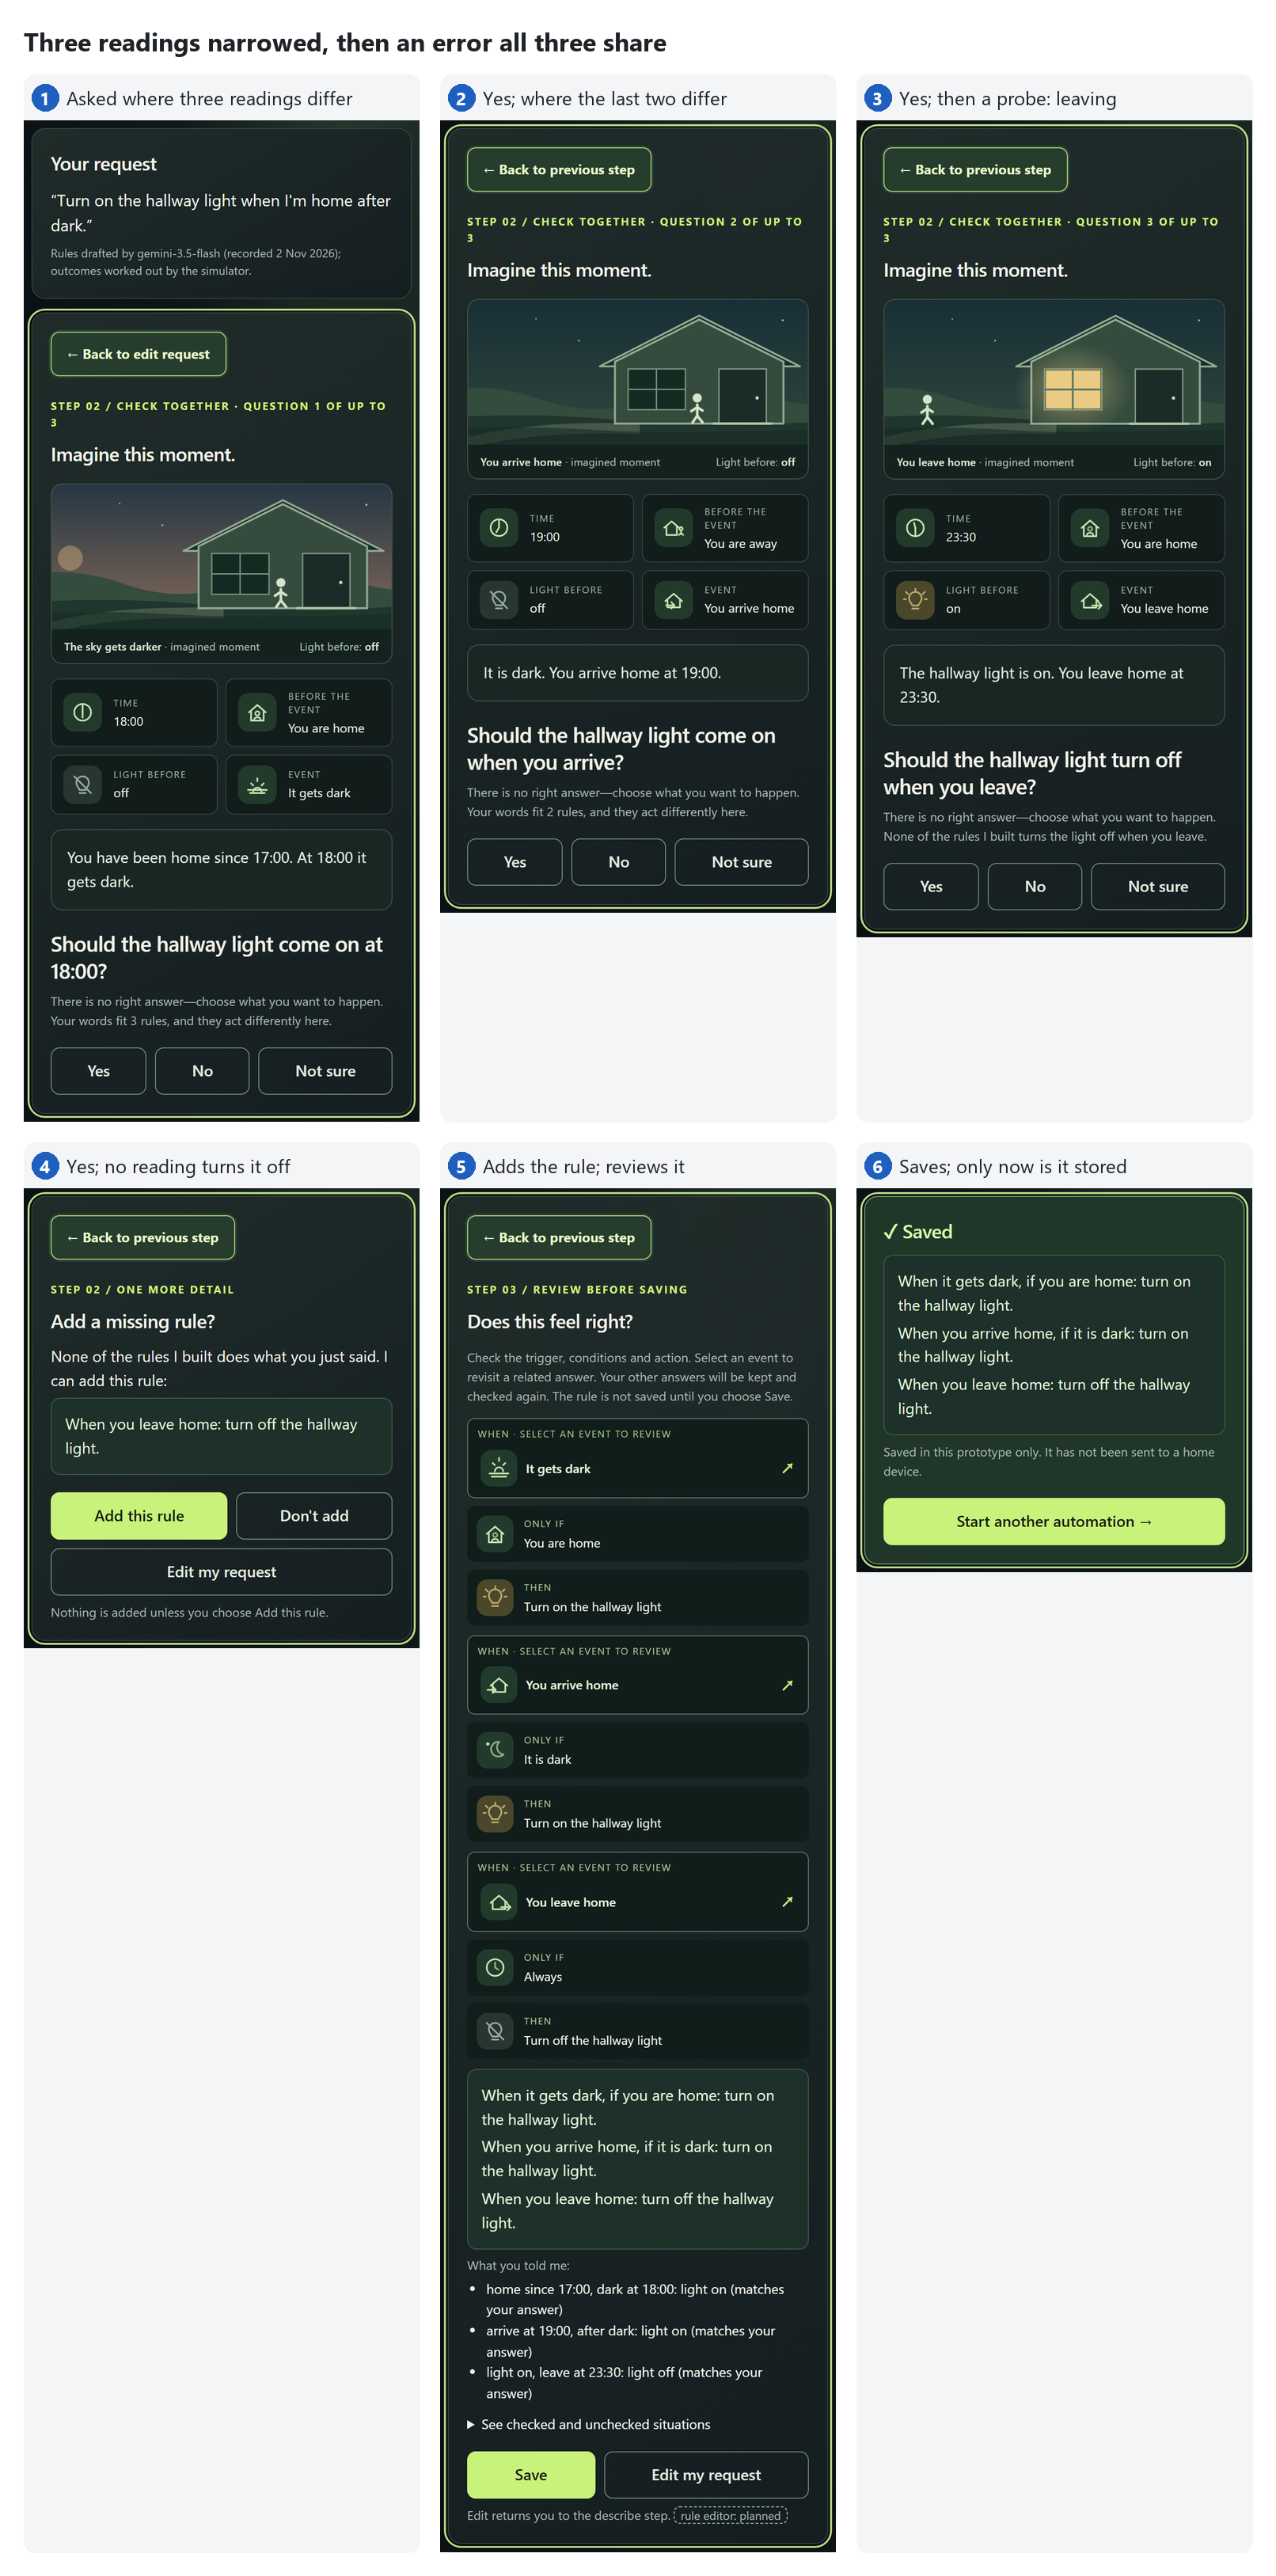 Three readings narrowed, then an error all three share
1 Asked where three readings differ
Your request
“Turn on the hallway light when I'm home after
dark.”
Rules drafted by gemini-3.5-flash (recorded 2 Nov 2026);
outcomes worked out by the simulator.
← Back to edit request
STEP 02 / CHECK TOGETHER · QUESTION 1 OF UP TO
3
Imagine this moment.
The sky gets darker · imagined moment
Light before: off
TIME
18:00
BEFORE THE
EVENT
You are home
LIGHT BEFORE
off
EVENT
It gets dark
You have been home since 17:00. At 18:00 it
gets dark.
Should the hallway light come on at
18:00?
There is no right answer—choose what you want to happen.
Your words fit 3 rules, and they act differently here.
Yes
No
Not sure
2 Yes; where the last two differ
← Back to previous step
STEP 02 / CHECK TOGETHER · QUESTION 2 OF UP TO
3
Imagine this moment.
You arrive home · imagined moment
Light before: off
TIME
19:00
BEFORE THE
EVENT
You are away
LIGHT BEFORE
off
EVENT
You arrive home
It is dark. You arrive home at 19:00.
Should the hallway light come on
when you arrive?
There is no right answer—choose what you want to happen.
Your words fit 2 rules, and they act differently here.
Yes
No
Not sure
3 Yes; then a probe: leaving
← Back to previous step
STEP 02 / CHECK TOGETHER · QUESTION 3 OF UP TO
3
Imagine this moment.
You leave home · imagined moment
Light before: on
TIME
23:30
BEFORE THE
EVENT
You are home
LIGHT BEFORE
on
EVENT
You leave home
The hallway light is on. You leave home at
23:30.
Should the hallway light turn off
when you leave?
There is no right answer—choose what you want to happen.
None of the rules I built turns the light off when you leave.
Yes
No
Not sure
4 Yes; no reading turns it off
← Back to previous step
STEP 02 / ONE MORE DETAIL
Add a missing rule?
None of the rules I built does what you just said. I
can add this rule:
When you leave home: turn off the hallway
light.
Add this rule
Don't add
Edit my request
Nothing is added unless you choose Add this rule.
5 Adds the rule; reviews it
← Back to previous step
STEP 03 / REVIEW BEFORE SAVING
Does this feel right?
Check the trigger, conditions and action. Select an event to
revisit a related answer. Your other answers will be kept and
checked again. The rule is not saved until you choose Save.
WHEN · SELECT AN EVENT TO REVIEW
It gets dark ↗
ONLY IF
You are home
THEN
Turn on the hallway light
WHEN · SELECT AN EVENT TO REVIEW
You arrive home ↗
ONLY IF
It is dark
THEN
Turn on the hallway light
WHEN · SELECT AN EVENT TO REVIEW
You leave home ↗
ONLY IF
Always
THEN
Turn off the hallway light
When it gets dark, if you are home: turn on
the hallway light.
When you arrive home, if it is dark: turn on
the hallway light.
When you leave home: turn off the hallway
light.
What you told me:
• home since 17:00, dark at 18:00: light on (matches
your answer)
• arrive at 19:00, after dark: light on (matches your
answer)
• light on, leave at 23:30: light off (matches your
answer)
▶ See checked and unchecked situations
Save
Edit my request
Edit returns you to the describe step. rule editor: planned
6 Saves; only now is it stored
✓ Saved
When it gets dark, if you are home: turn on
the hallway light.
When you arrive home, if it is dark: turn on
the hallway light.
When you leave home: turn off the hallway
light.
Saved in this prototype only. It has not been sent to a home
device.
Start another automation →